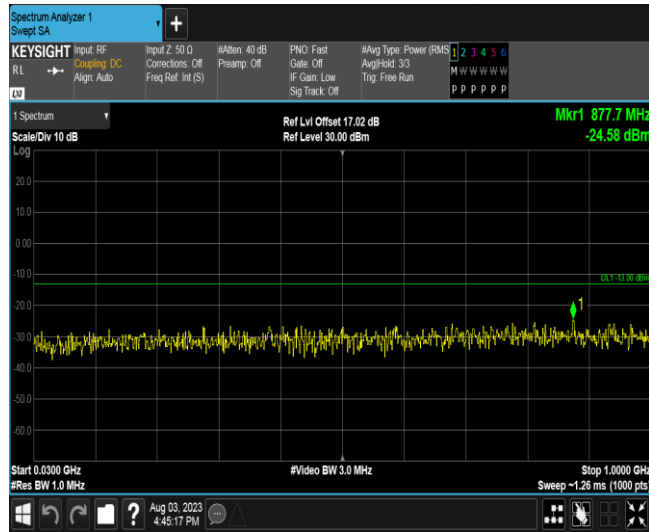 Spectrum Analyzer 1
Swept SA
KEYSIGHT Input: RF Input Z: 50 Ω #Atten: 40 dB PNO: Fast #Avg Type: Power (RMS 1 2 3 4 5 6
RL Coupling: DC Corrections: Off Preamp: Off Gate: Off Avg|Hold: 3/3 M W W W W W
Align: Auto Freq Ref: Int (S) IF Gain: Low Trig: Free Run
LXI Sig Track: Off P P P P P P
1 Spectrum Ref Lvl Offset 17.02 dB Mkr1 877.7 MHz
Scale/Div 10 dB Ref Level 30.00 dBm -24.58 dBm
Log
20.0
10.0
0.00
-10.0 DL1 -13.00 dBm
-20.0 1
-30.0
-40.0
-50.0
-60.0
Start 0.0300 GHz #Video BW 3.0 MHz Stop 1.0000 GHz
#Res BW 1.0 MHz Sweep ~1.26 ms (1000 pts)
? Aug 03, 2023
4:45:17 PM